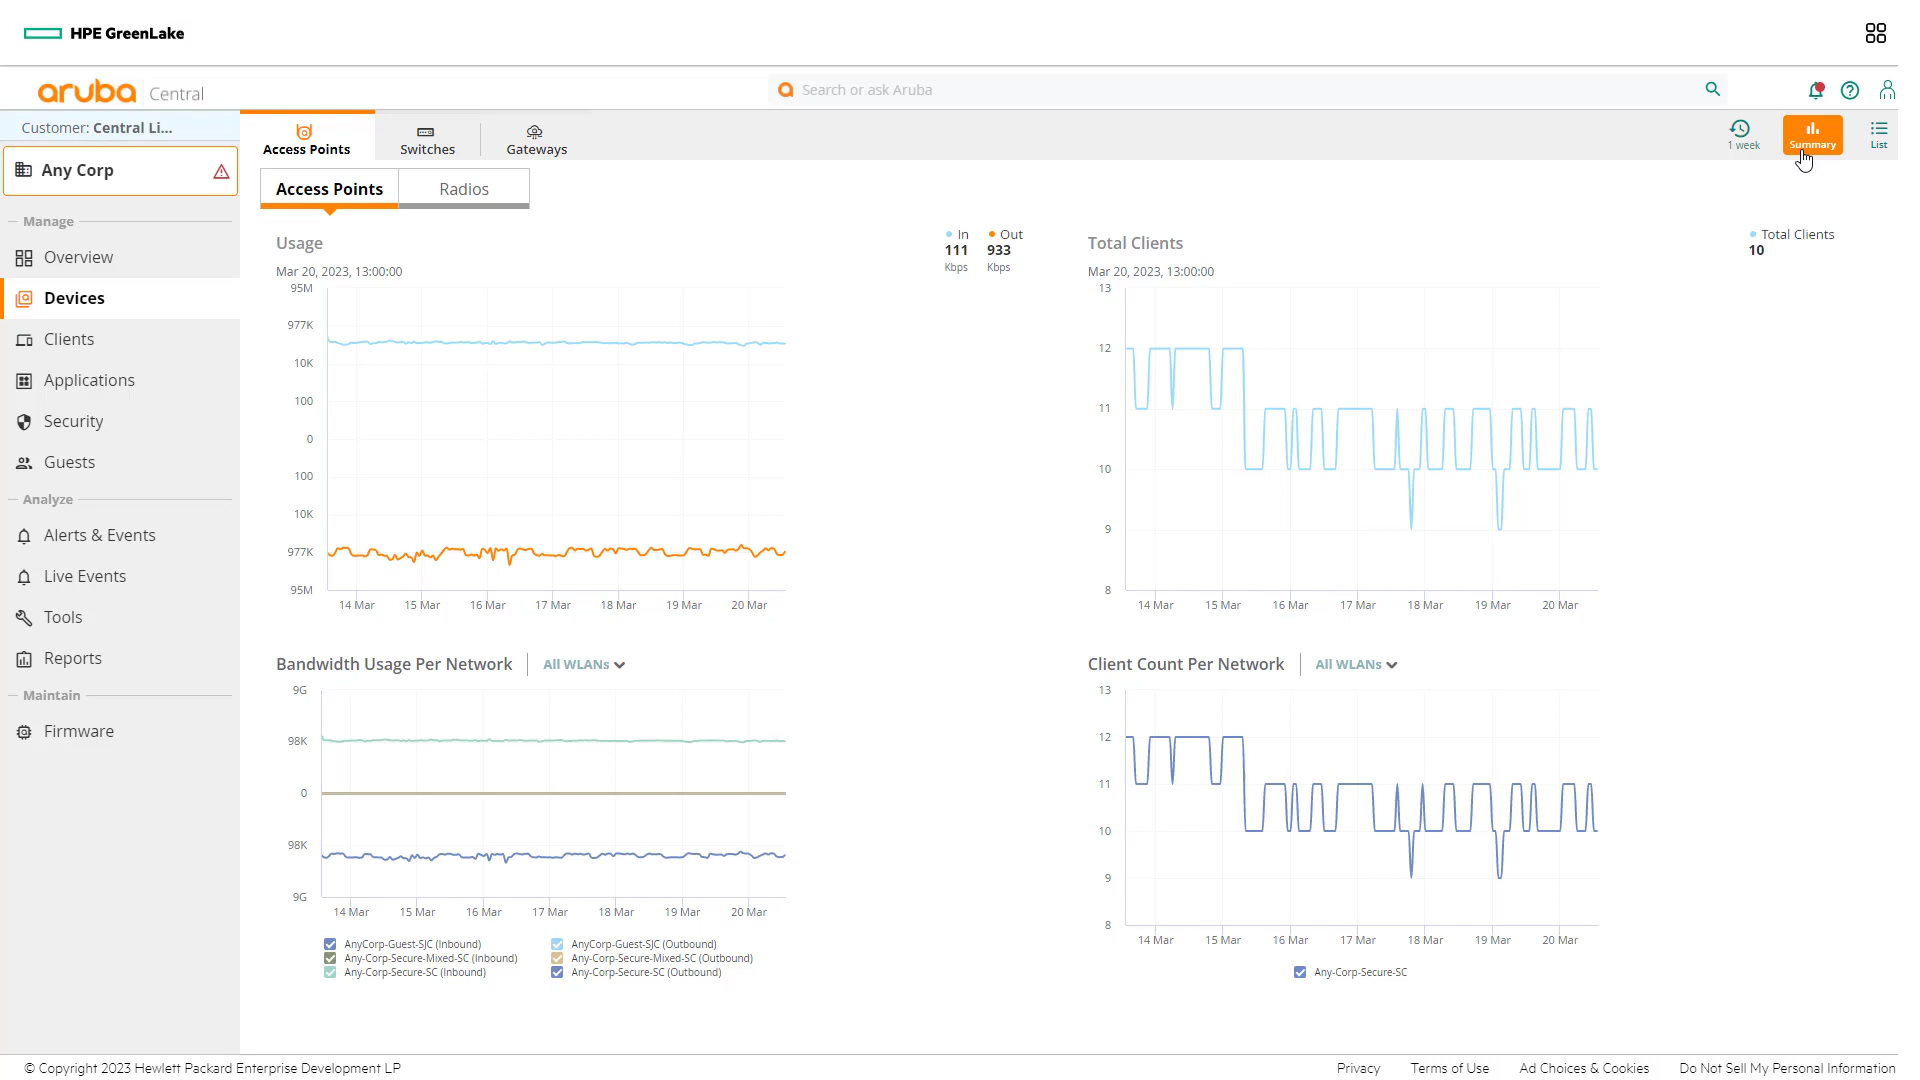 HPE GreenLake
aruba Central
Search or ask Aruba
Customer: Central Li...
Access Points
Switches
Gateways
1 week
Summary
List
Any Corp
Access Points
Radios
Manage
Overview
Devices
Clients
Applications
Security
Guests
Analyze
Alerts & Events
Live Events
Tools
Reports
Maintain
Firmware
Usage
In Out
111 933
Kbps Kbps
Mar 20, 2023, 13:00:00
95M
977K
10K
100
0
100
10K
977K
95M
14 Mar 15 Mar 16 Mar 17 Mar 18 Mar 19 Mar 20 Mar
Total Clients
Total Clients
10
Mar 20, 2023, 13:00:00
13
12
11
10
9
8
14 Mar 15 Mar 16 Mar 17 Mar 18 Mar 19 Mar 20 Mar
Bandwidth Usage Per Network All WLANs
9G
98K
0
98K
9G
14 Mar 15 Mar 16 Mar 17 Mar 18 Mar 19 Mar 20 Mar
AnyCorp-Guest-SJC (Inbound) AnyCorp-Guest-SJC (Outbound)
Any-Corp-Secure-Mixed-SC (Inbound) Any-Corp-Secure-Mixed-SC (Outbound)
Any-Corp-Secure-SC (Inbound) Any-Corp-Secure-SC (Outbound)
Client Count Per Network All WLANs
13
12
11
10
9
8
14 Mar 15 Mar 16 Mar 17 Mar 18 Mar 19 Mar 20 Mar
Any-Corp-Secure-SC
© Copyright 2023 Hewlett Packard Enterprise Development LP
Privacy Terms of Use Ad Choices & Cookies Do Not Sell My Personal Information